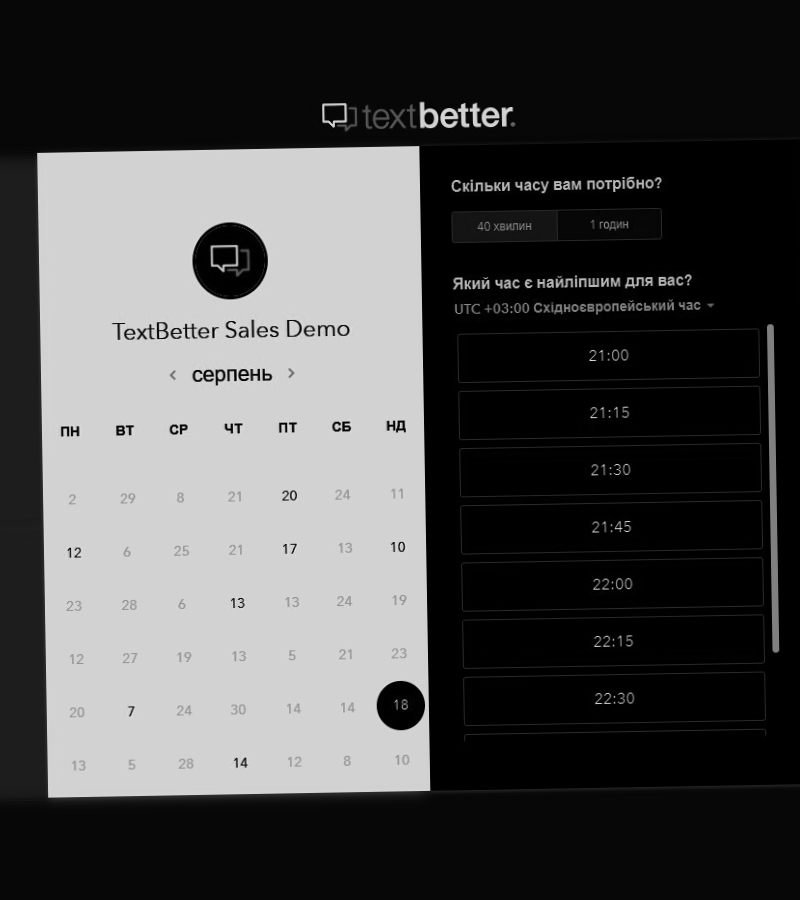 textbetter.
TextBetter Sales Demo
серпень
ПН ВТ СР ЧТ ПТ СБ НД
2 29 8 21 20 24 11
12 6 25 21 17 13 10
23 28 6 13 13 24 19
12 27 19 13 5 21 23
20 7 24 30 14 14 18
13 5 28 14 12 8 10
Скільки часу вам потрібно?
40 хвилин 1 годин
Який час є найліпшим для вас?
UTC +03:00 Східноєвропейський час
21:00
21:15
21:30
21:45
22:00
22:15
22:30